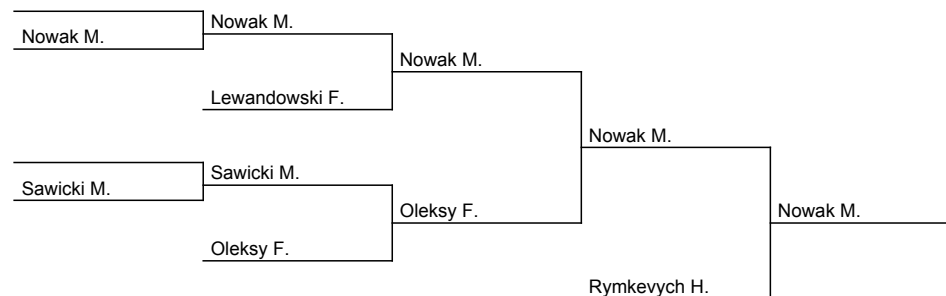 Nowak M.
Nowak M.
Nowak M.
Lewandowski F.
Nowak M.
Sawicki M.
Sawicki M.
Oleksy F.
Nowak M.
Oleksy F.
Rymkevych H.